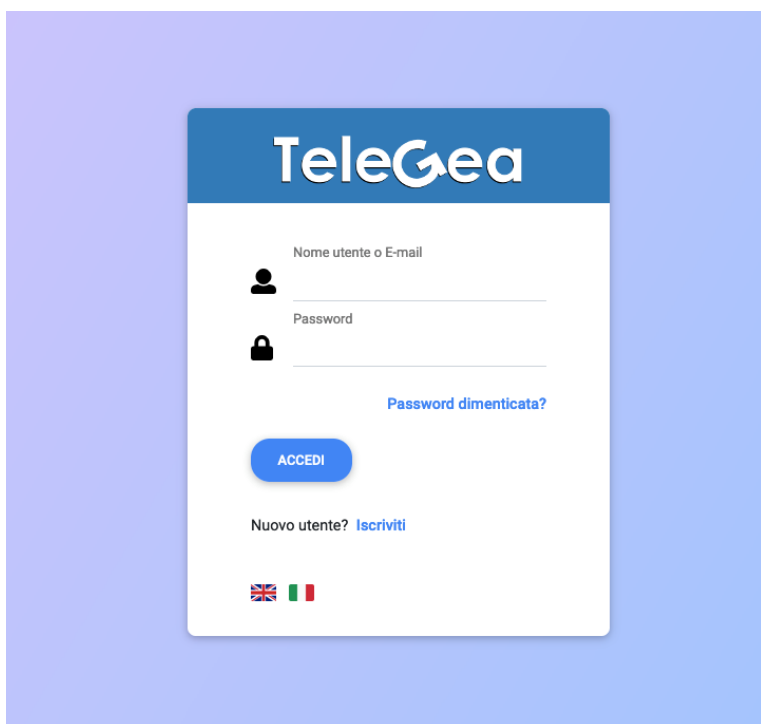 TeleGea
Nome utente o E-mail
Password
Password dimenticata?
ACCEDI
Nuovo utente? Iscriviti